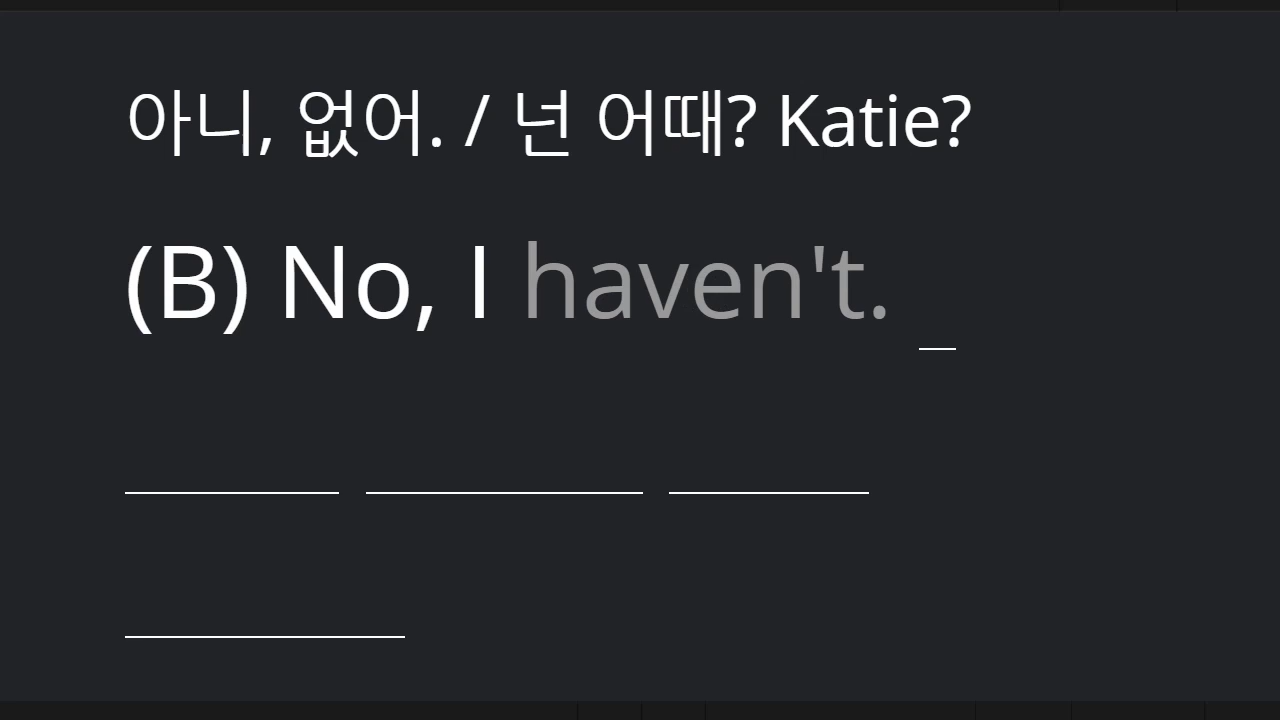 아니, 없어. / 넌 어때? Katie?
(B) No, I haven't.